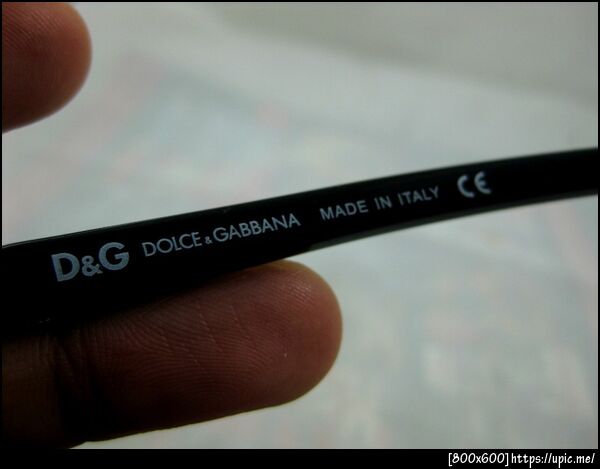 D&G DOLCE & GABBANA MADE IN ITALY CE
[800x600]https://upic.me/